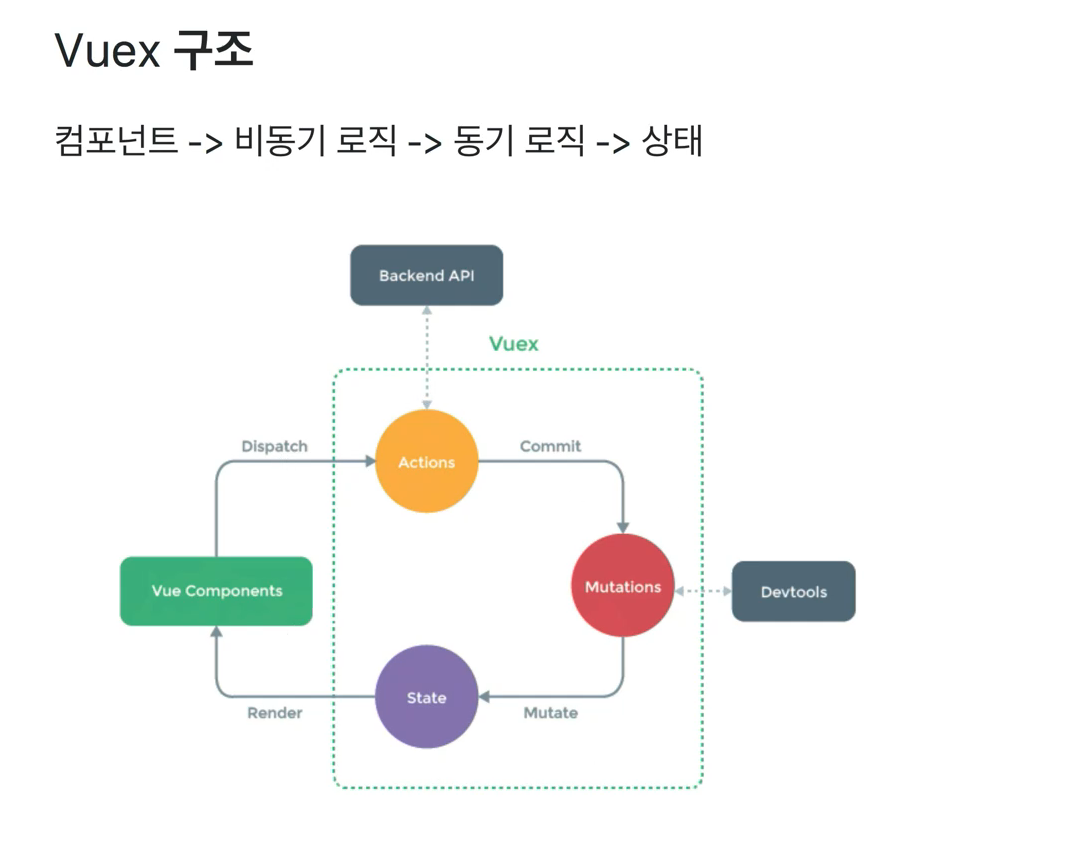 Vuex 구조
컴포넌트 -> 비동기 로직 -> 동기 로직 -> 상태
Backend API
Vuex
Dispatch
Actions
Commit
Vue Components
Mutations
Devtools
State
Render
Mutate